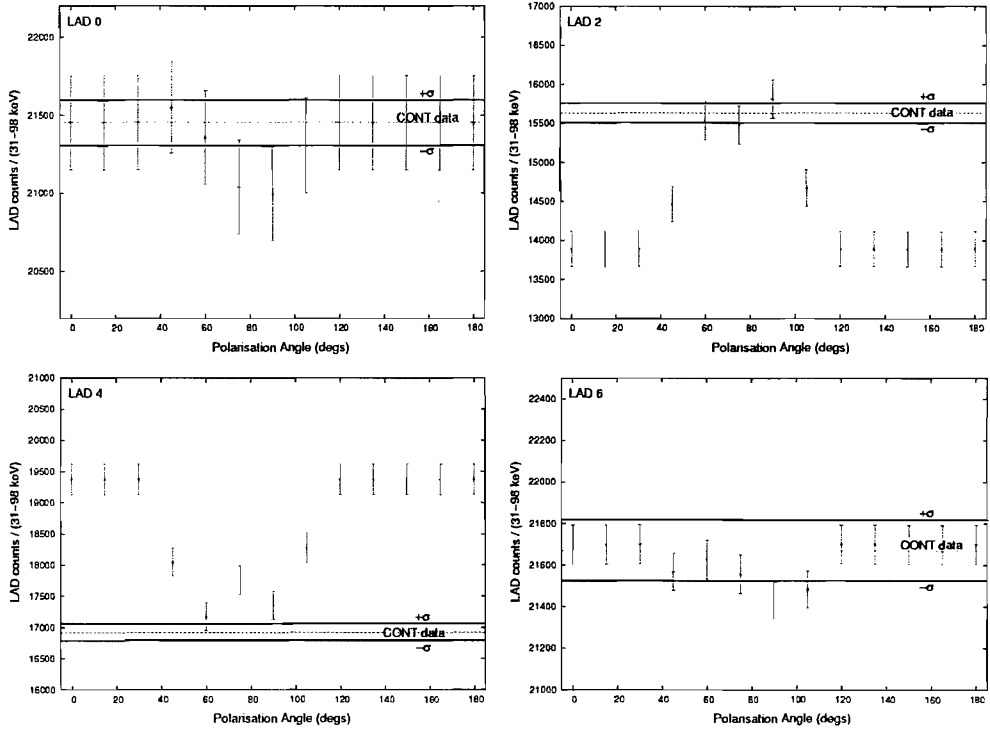 LAD 0
22000
21500
21000
20500
LAD counts / (31-98 keV)
+σ
CONT data
-σ
0 20 40 60 80 100 120 140 160 180
Polarisation Angle (degs)
LAD 2
17000
16500
16000
15500
15000
14500
14000
13500
13000
LAD counts / (31-98 keV)
+σ
CONT data
-σ
0 20 40 60 80 100 120 140 160 180
Polarisation Angle (degs)
LAD 4
21000
20500
20000
19500
19000
18500
18000
17500
17000
16500
16000
LAD counts / (31-98 keV)
+σ
CONT data
-σ
0 20 40 60 80 100 120 140 160 180
Polarisation Angle (degs)
LAD 6
22400
22200
22000
21800
21600
21400
21200
21000
LAD counts / (31-98 keV)
+σ
CONT data
-σ
0 20 40 60 80 100 120 140 160 180
Polarisation Angle (degs)